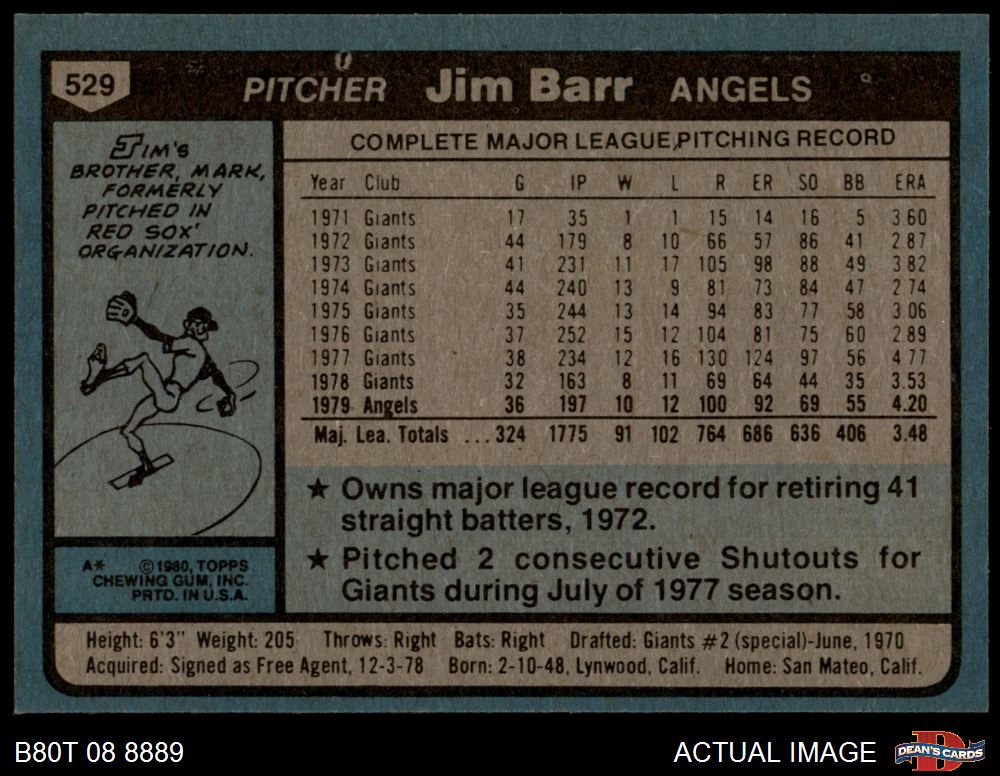 529 PITCHER Jim Barr ANGELS
JIM'S
BROTHER, MARK,
FORMERLY
PITCHED IN
RED SOX'
ORGANIZATION.
A* ©1980, TOPPS
CHEWING GUM, INC.
PRTD. IN U.S.A.
COMPLETE MAJOR LEAGUE PITCHING RECORD
Year Club G IP W L R ER SO BB ERA
1971 Giants 17 35 1 1 15 14 16 5 3.60
1972 Giants 44 179 8 10 66 57 86 41 2.87
1973 Giants 41 231 11 17 105 98 88 49 3.82
1974 Giants 44 240 13 9 81 73 84 47 2.74
1975 Giants 35 244 13 14 94 83 77 58 3.06
1976 Giants 37 252 15 12 104 81 75 60 2.89
1977 Giants 38 234 12 16 130 124 97 56 4.77
1978 Giants 32 163 8 11 69 64 44 35 3.53
1979 Angels 36 197 10 12 100 92 69 55 4.20
Maj. Lea. Totals ...324 1775 91 102 764 686 636 406 3.48
★ Owns major league record for retiring 41
straight batters, 1972.
★ Pitched 2 consecutive Shutouts for
Giants during July of 1977 season.
Height: 6'3" Weight: 205 Throws: Right Bats: Right Drafted: Giants #2 (special)-June, 1970
Acquired: Signed as Free Agent, 12-3-78 Born: 2-10-48, Lynwood, Calif. Home: San Mateo, Calif.
B80T 08 8889 ACTUAL IMAGE DEAN'S CARDS